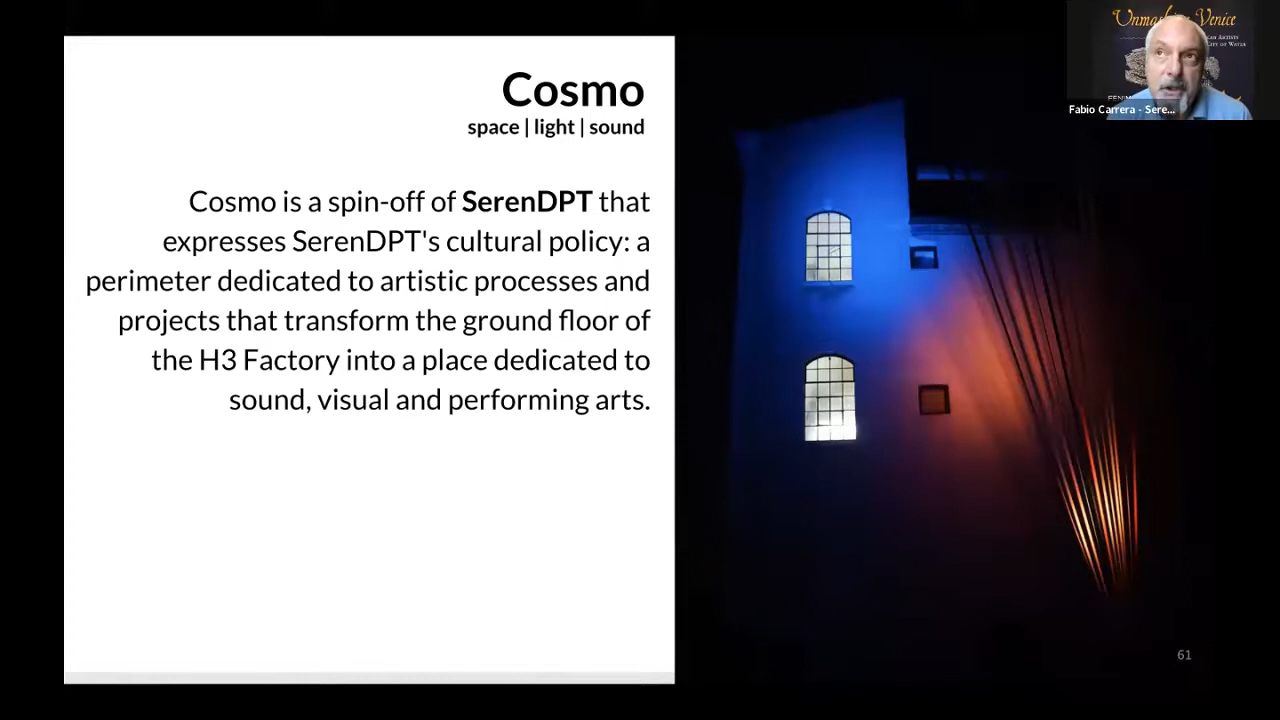 Cosmo
space | light | sound
Cosmo is a spin-off of SerenDPT that
expresses SerenDPT's cultural policy: a
perimeter dedicated to artistic processes and
projects that transform the ground floor of
the H3 Factory into a place dedicated to
sound, visual and performing arts.
Venice
Fabio Carrera - Sere...
61